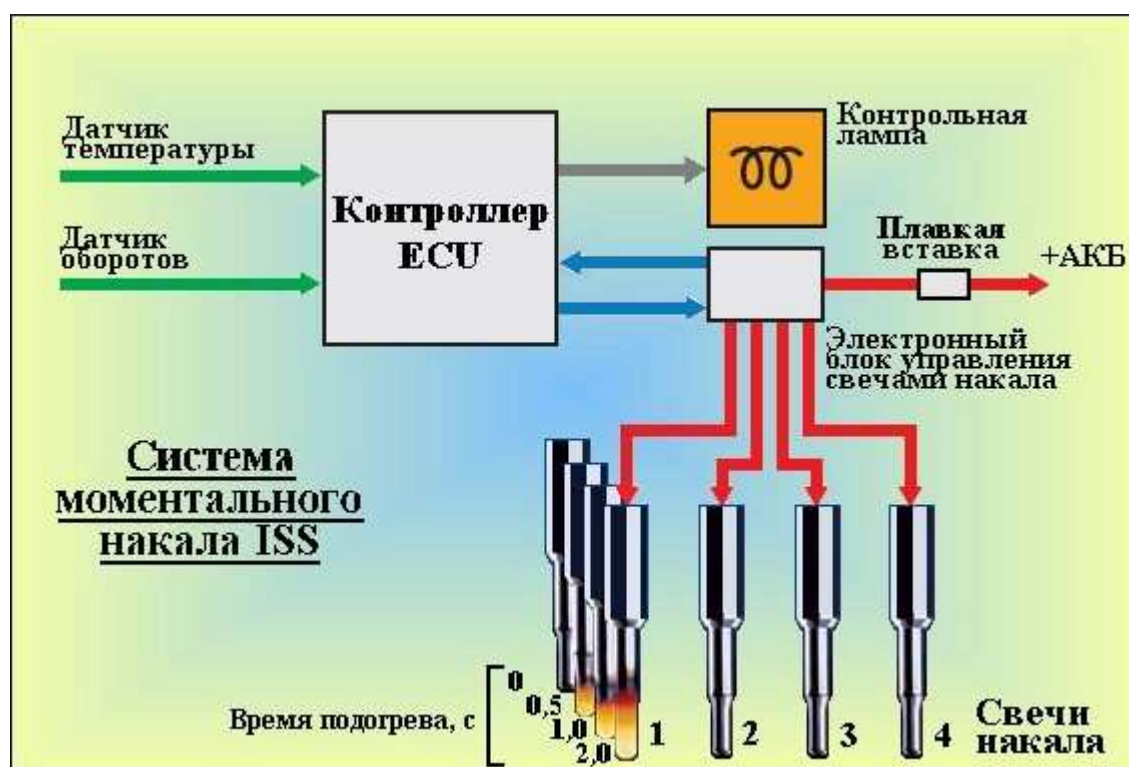 Датчик
температуры
Контрольная
лампа
Контроллер
ECU
Датчик
оборотов
Плавкая
вставка
+АКБ
Электронный
блок управления
свечами накала
Система
моментального
накала ISS
Время подогрева, с
0
0,5
1,0
2,0
1
2
3
4
Свечи
накала